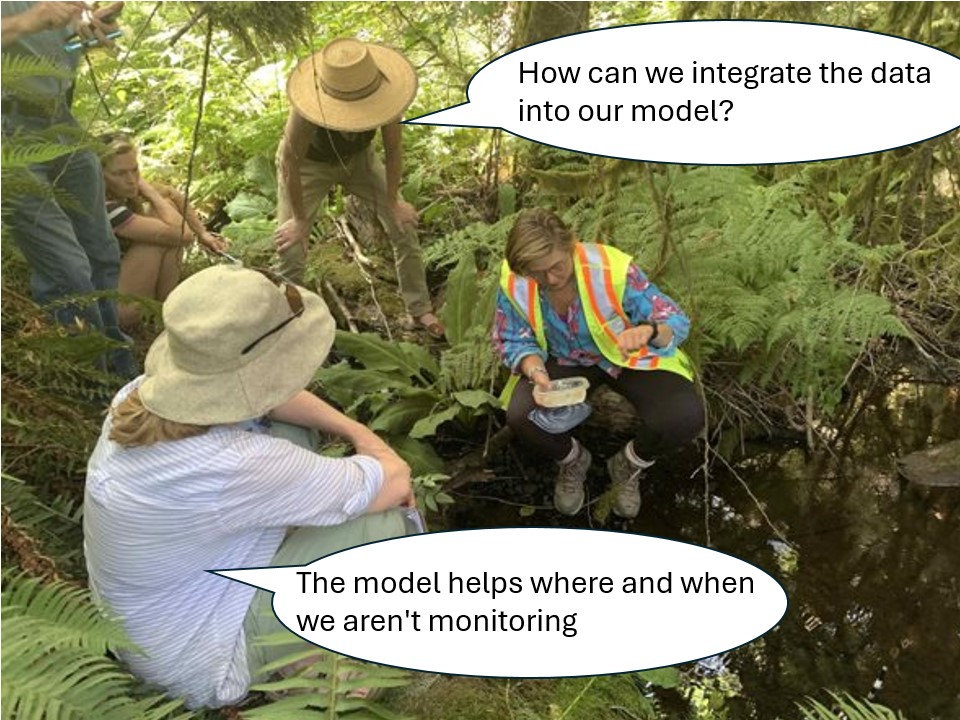 How can we integrate the data
into our model?
The model helps where and when
we aren't monitoring